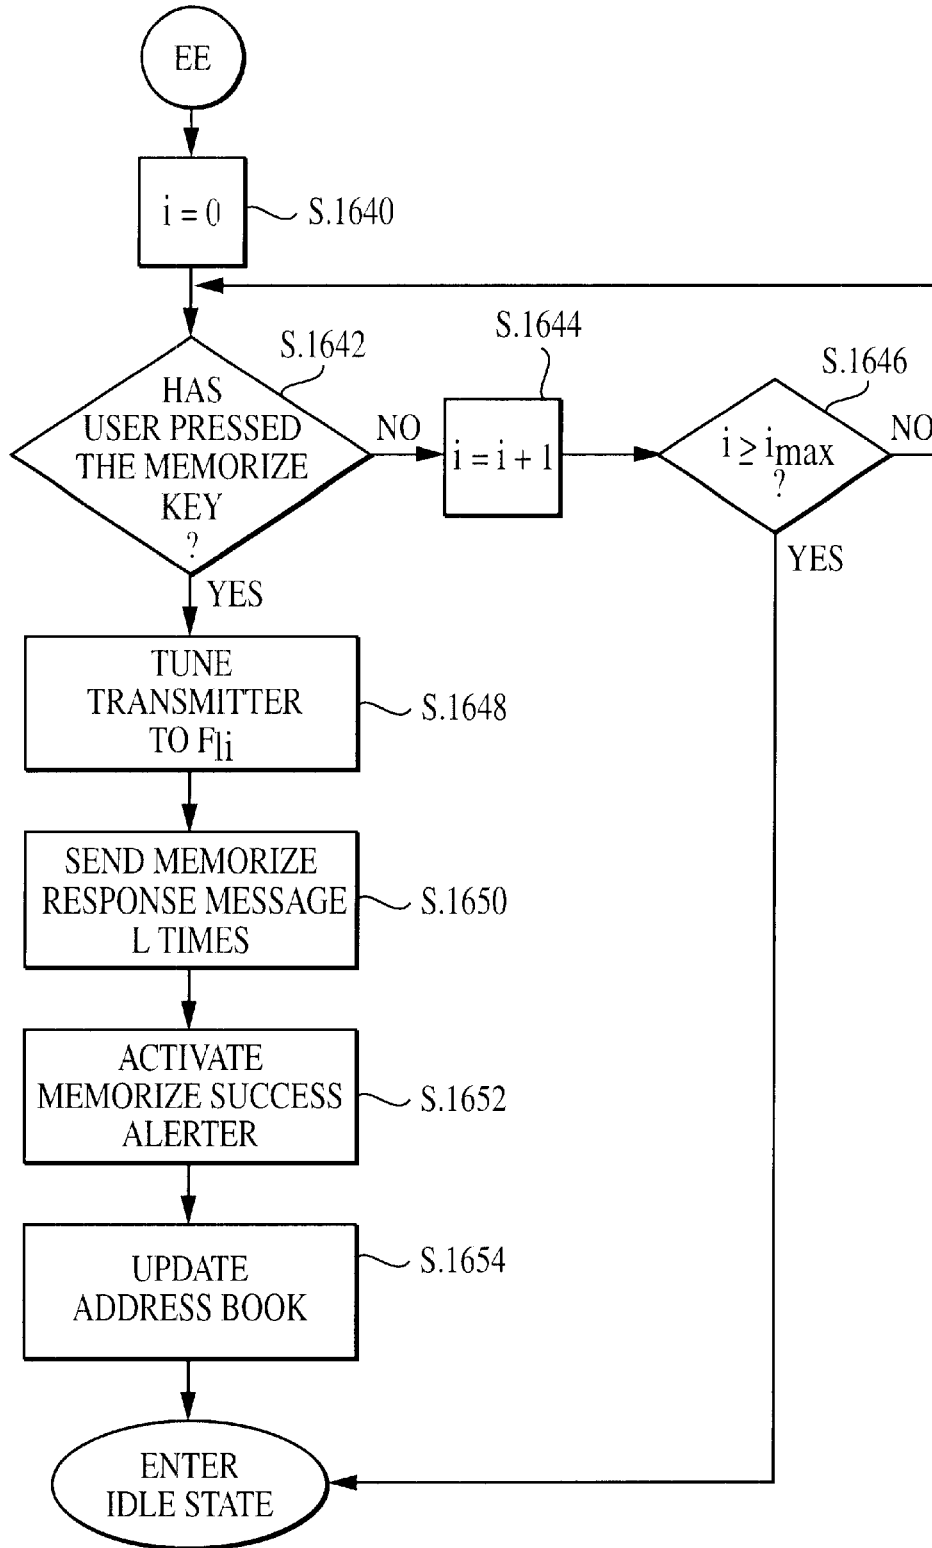 EE
i = 0
S.1640
S.1642
HAS
USER PRESSED
THE MEMORIZE
KEY
?
NO
S.1644
i = i + 1
S.1646
i ≥ imax
?
NO
YES
YES
TUNE
TRANSMITTER
TO Fli
S.1648
SEND MEMORIZE
RESPONSE MESSAGE
L TIMES
S.1650
ACTIVATE
MEMORIZE SUCCESS
ALERTER
S.1652
UPDATE
ADDRESS BOOK
S.1654
ENTER
IDLE STATE